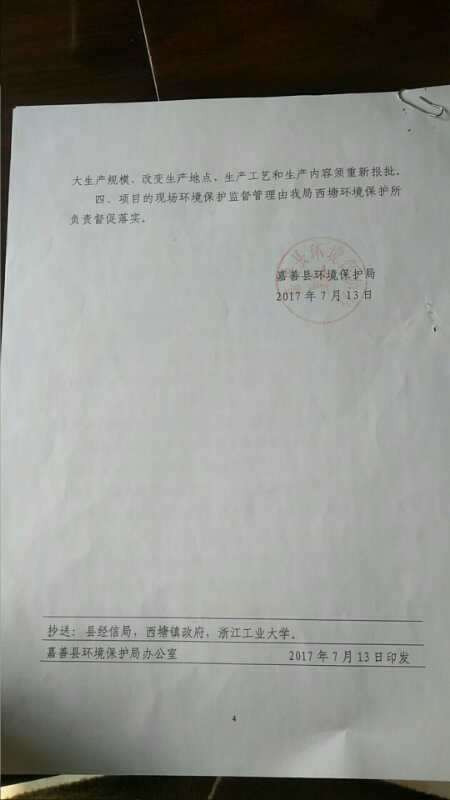 大生产规模、改变生产地点、生产工艺和生产内容须重新报批。
四、项目的现场环境保护监督管理由我局西塘环境保护所
负责督促落实。
嘉善县环境保护局
2017年7月13日
抄送：县经信局，西塘镇政府，浙江工业大学。
嘉善县环境保护局办公室 2017年7月13日印发
4